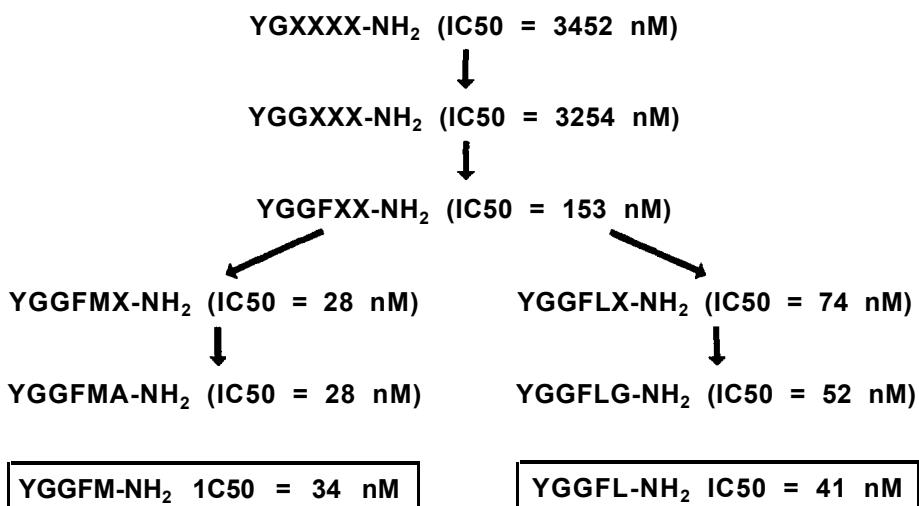 YGXXXX-NH₂ (IC50 = 3452 nM)
YGGXXX-NH₂ (IC50 = 3254 nM)
YGGFXX-NH₂ (IC50 = 153 nM)
YGGFMX-NH₂ (IC50 = 28 nM) YGGFLX-NH₂ (IC50 = 74 nM)
YGGFMA-NH₂ (IC50 = 28 nM) YGGFLG-NH₂ (IC50 = 52 nM)
YGGFM-NH₂ 1C50 = 34 nM YGGFL-NH₂ IC50 = 41 nM